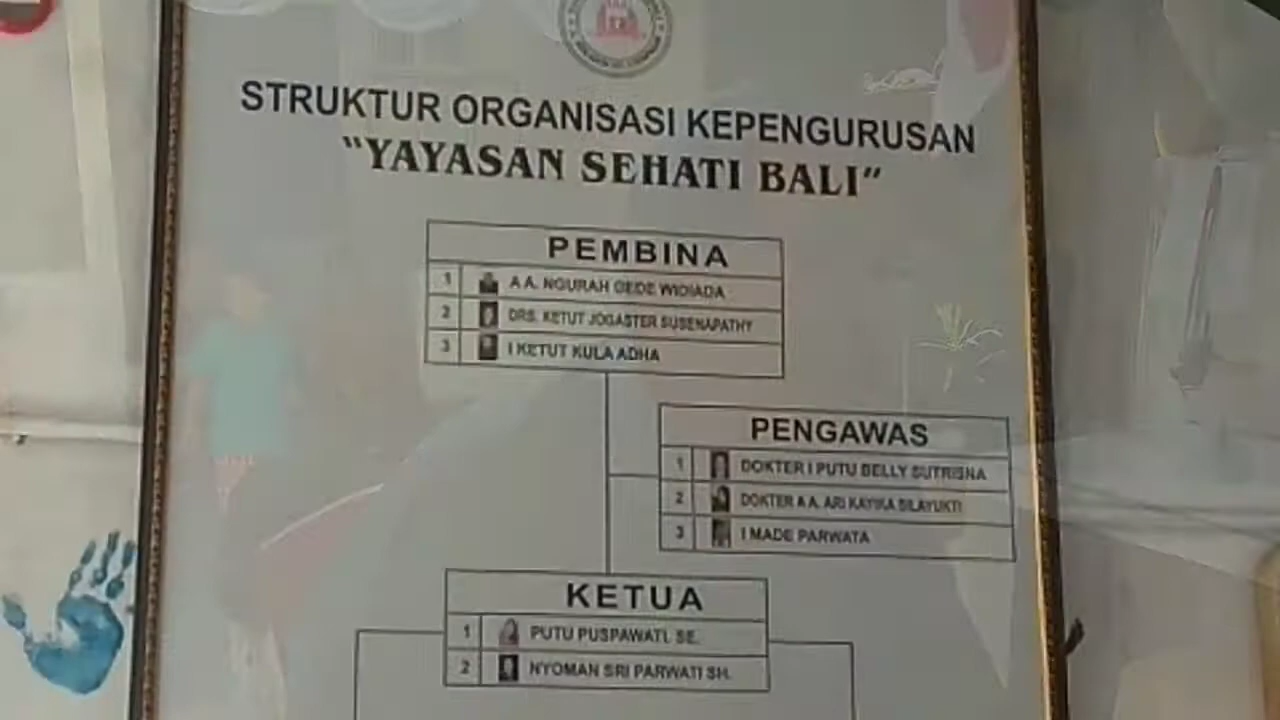 STRUKTUR ORGANISASI KEPENGURUSAN
"YAYASAN SEHATI BALI"
PEMBINA
1 A A. NGURAH GEDE WIDIADA
2 DRS. KETUT JOGASTER SUSENAPATHY
3 I KETUT KULA ADHA
PENGAWAS
1 DOKTER I PUTU BELLY SUTRISNA
2 DOKTER A A. ARI KAYIKA SILAYUKTI
3 I MADE PARWATA
KETUA
1 PUTU PUSPAWATI. SE.
2 NYOMAN SRI PARWATI SH.